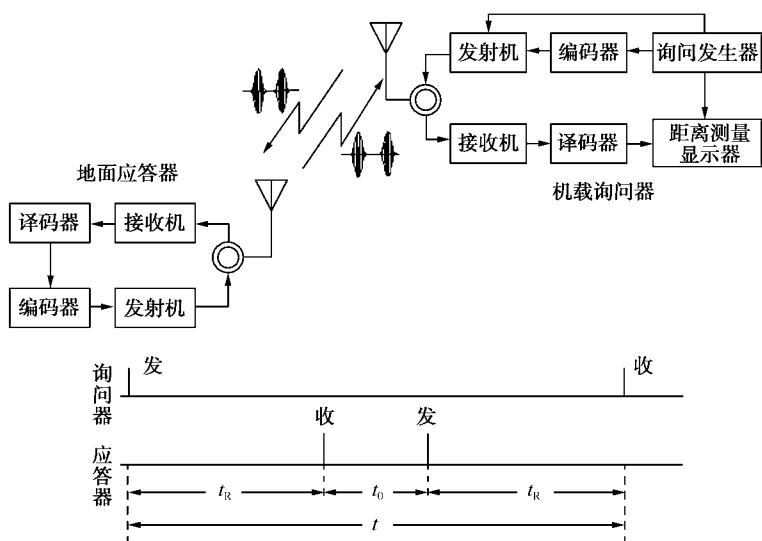 发射机
编码器
询问发生器
接收机
译码器
距离测量
显示器
机载询问器
地面应答器
译码器
接收机
编码器
发射机
询问器
发
收
应答器
收
发
tR
t0
tR
t